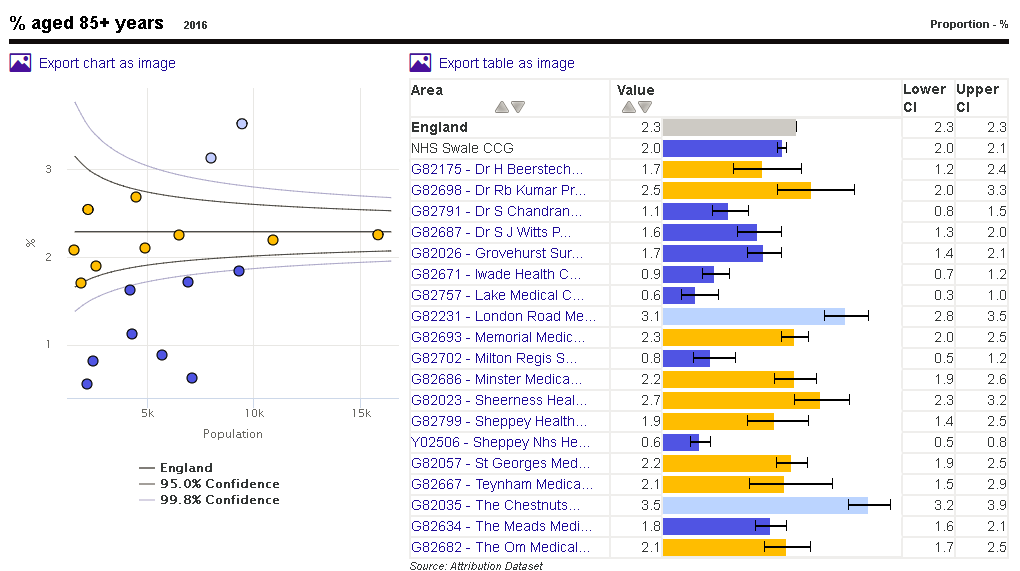 % aged 85+ years 2016 Proportion - %
Export chart as image
3
2
1
%
5k 10k 15k
Population
England
95.0% Confidence
99.8% Confidence
Export table as image
Area Value Lower CI Upper CI
England 2.3 2.3 2.3
NHS Swale CCG 2.0 2.0 2.1
G82175 - Dr H Beerstech... 1.7 1.2 2.4
G82698 - Dr Rb Kumar Pr... 2.5 2.0 3.3
G82791 - Dr S Chandran... 1.1 0.8 1.5
G82687 - Dr S J Witts P... 1.6 1.3 2.0
G82026 - Grovehurst Sur... 1.7 1.4 2.1
G82671 - Iwade Health C... 0.9 0.7 1.2
G82757 - Lake Medical C... 0.6 0.3 1.0
G82231 - London Road Me... 3.1 2.8 3.5
G82693 - Memorial Medic... 2.3 2.0 2.5
G82702 - Milton Regis S... 0.8 0.5 1.2
G82686 - Minster Medica... 2.2 1.9 2.6
G82023 - Sheerness Heal... 2.7 2.3 3.2
G82799 - Sheppey Health... 1.9 1.4 2.5
Y02506 - Sheppey Nhs He... 0.6 0.5 0.8
G82057 - St Georges Med... 2.2 1.9 2.5
G82667 - Teynham Medica... 2.1 1.5 2.9
G82035 - The Chestnuts... 3.5 3.2 3.9
G82634 - The Meads Medi... 1.8 1.6 2.1
G82682 - The Om Medical... 2.1 1.7 2.5
Source: Attribution Dataset